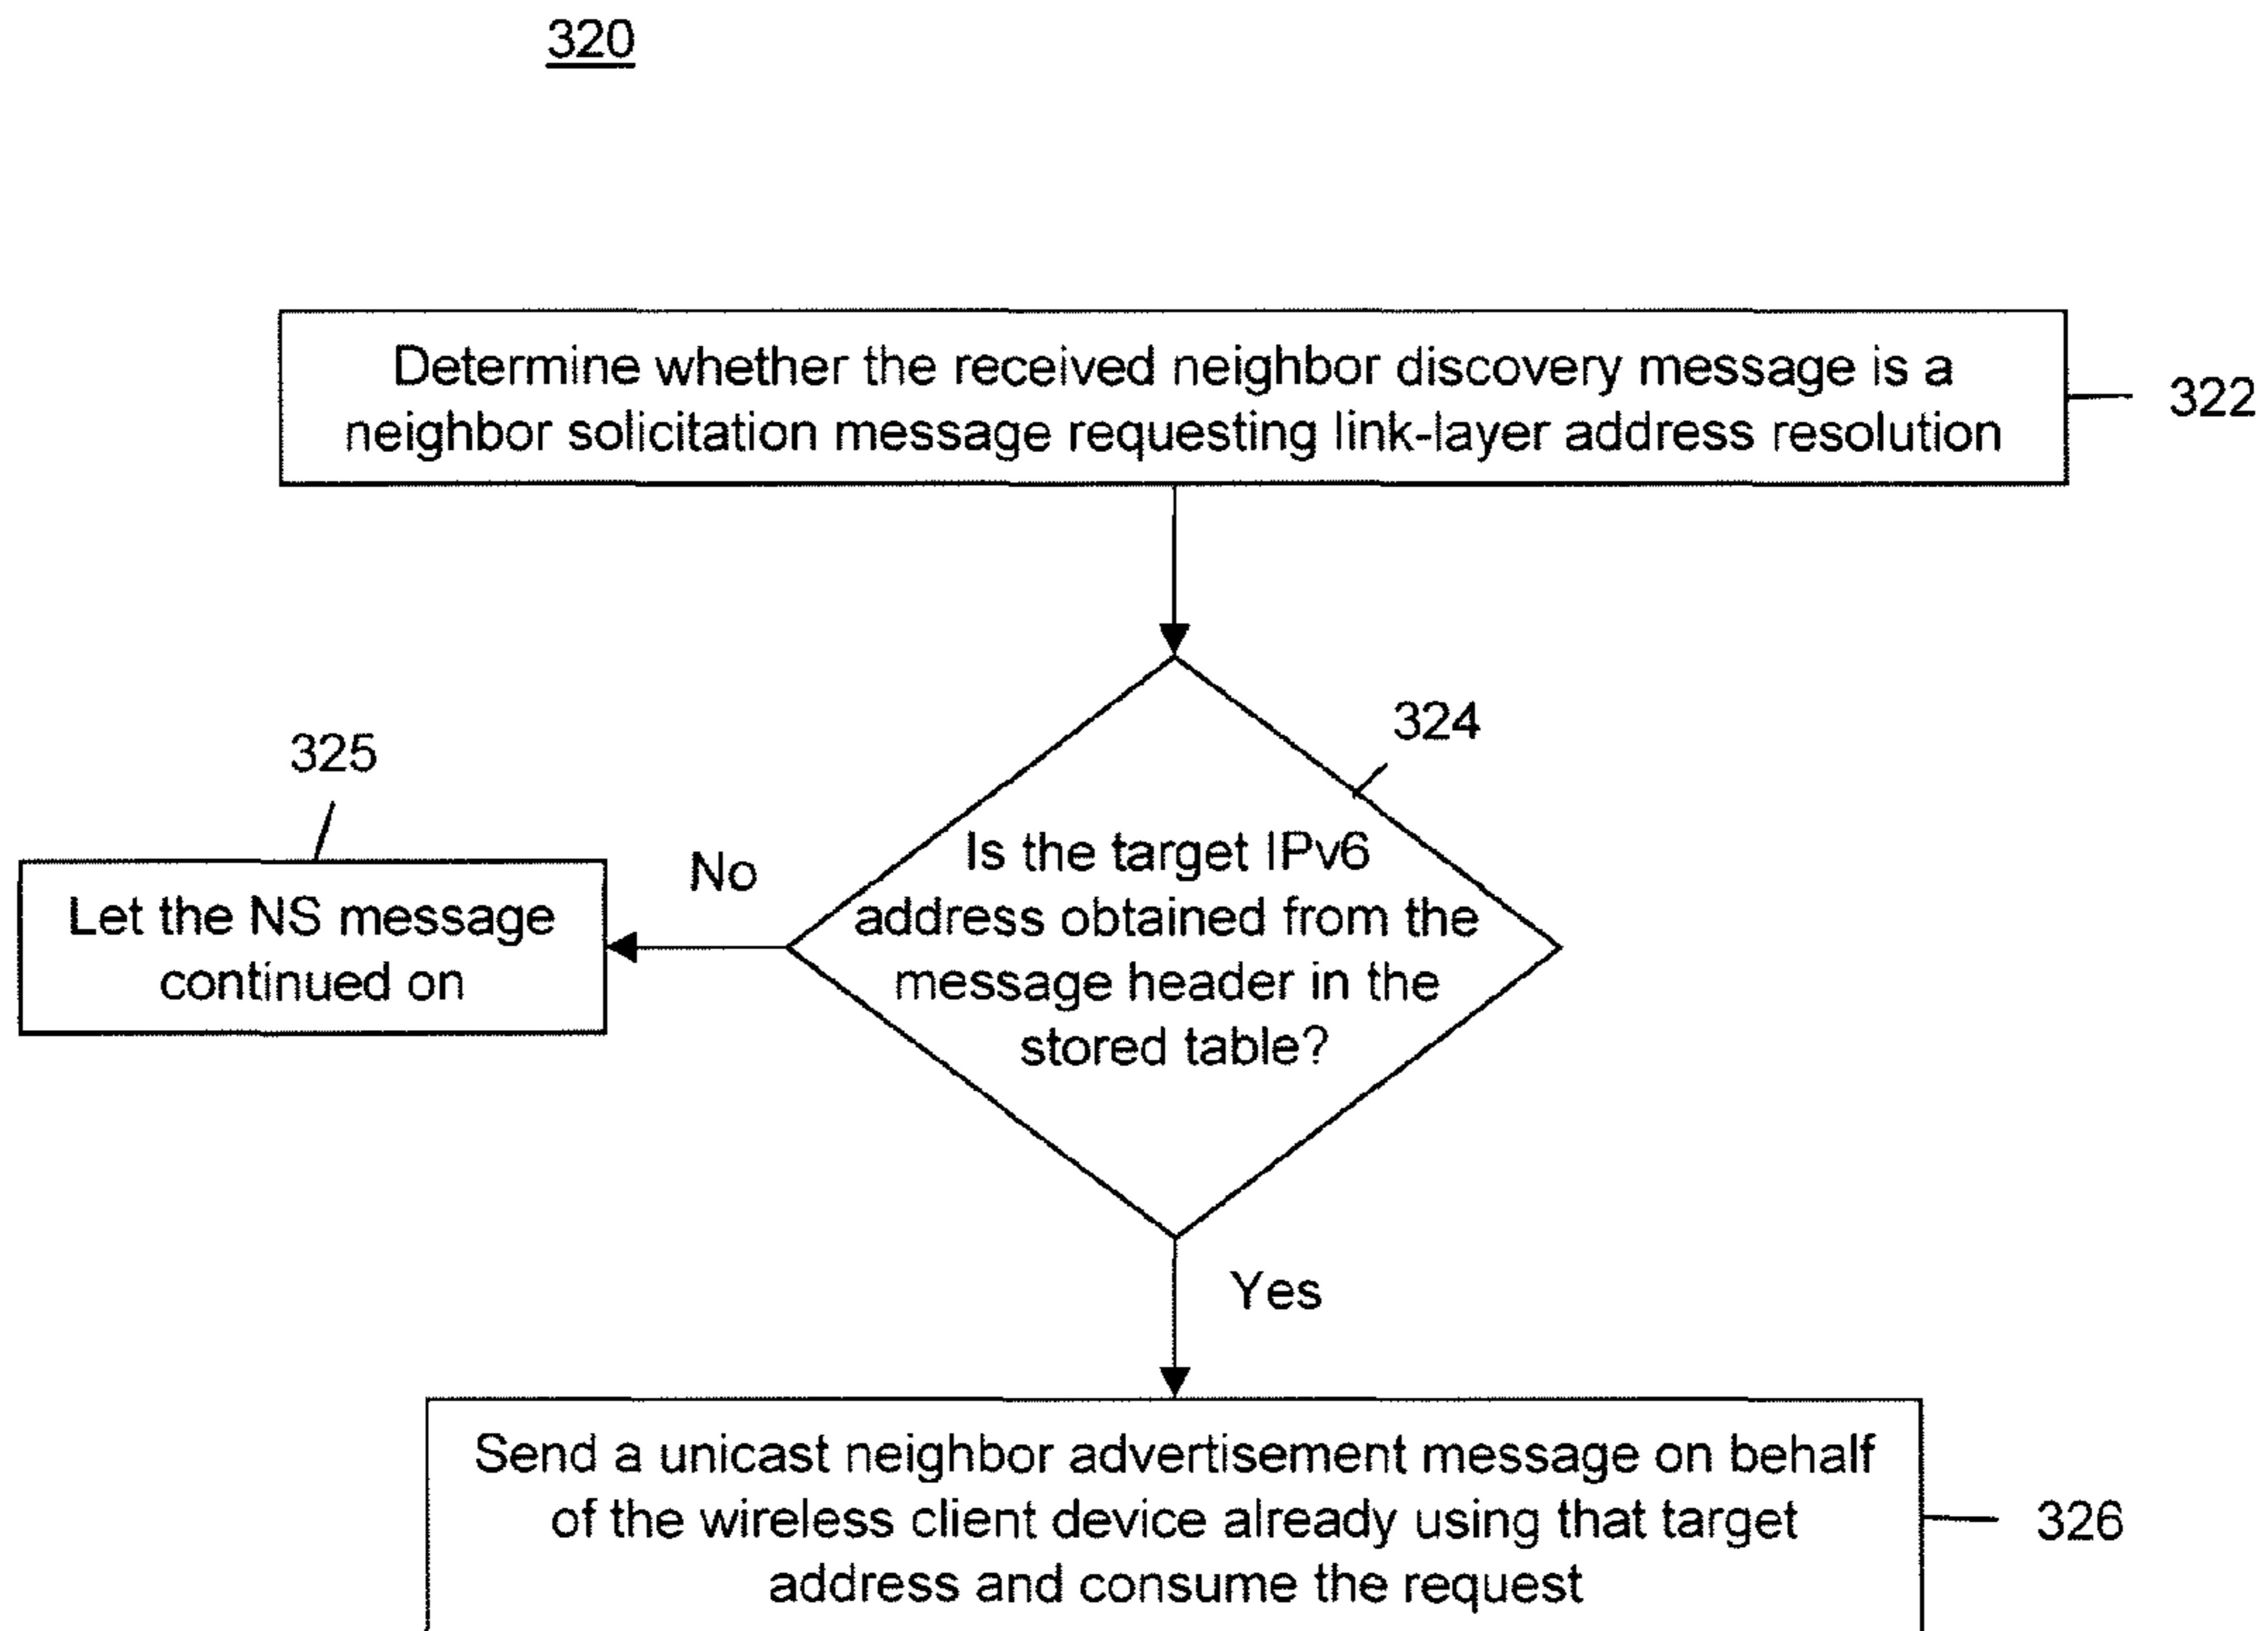 320
Determine whether the received neighbor discovery message is a
neighbor solicitation message requesting link-layer address resolution
322
324
325
Is the target IPv6
address obtained from the
message header in the
stored table?
No
Let the NS message
continued on
Yes
Send a unicast neighbor advertisement message on behalf
of the wireless client device already using that target
address and consume the request
326